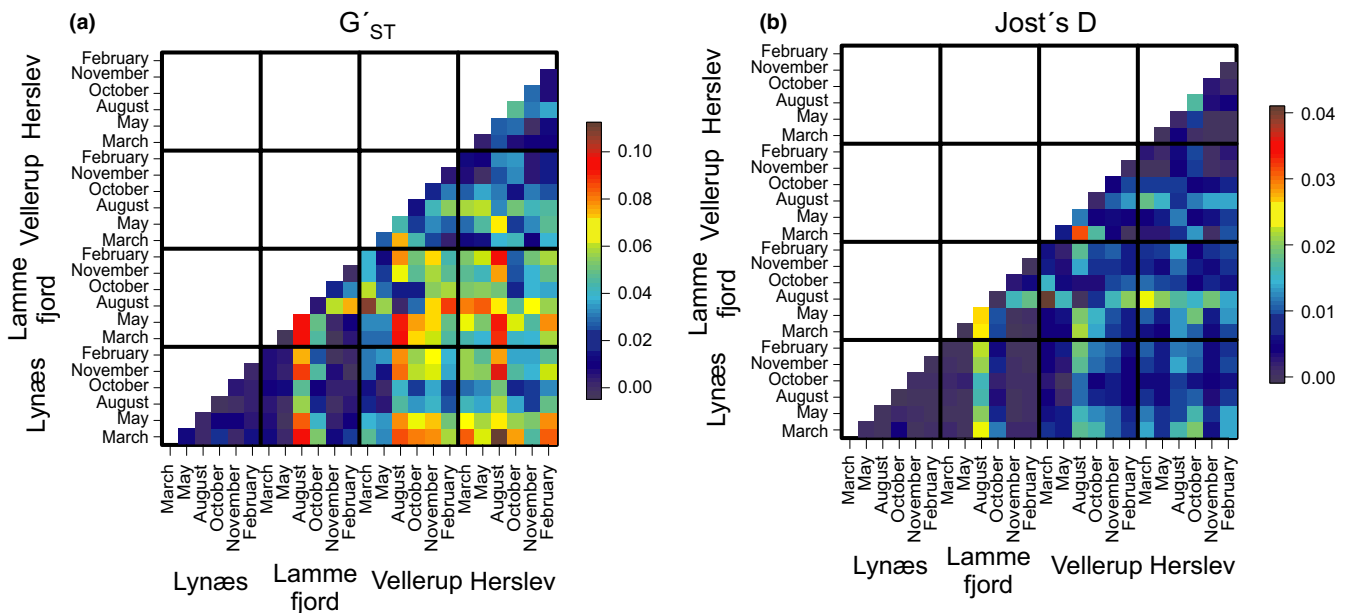 (a)
G´ST
February
November
October
August
May
March
February
November
October
August
May
March
February
November
October
August
May
March
February
November
October
August
May
March
Herslev
Vellerup
Lamme
fjord
Lynæs
0.10
0.08
0.06
0.04
0.02
0.00
March
May
August
October
November
February
March
May
August
October
November
February
March
May
August
October
November
February
March
May
August
October
November
February
Lynæs
Lamme
fjord
Vellerup
Herslev
(b)
Jost´s D
February
November
October
August
May
March
February
November
October
August
May
March
February
November
October
August
May
March
February
November
October
August
May
March
Herslev
Vellerup
Lamme
fjord
Lynæs
0.04
0.03
0.02
0.01
0.00
March
May
August
October
November
February
March
May
August
October
November
February
March
May
August
October
November
February
March
May
August
October
November
February
Lynæs
Lamme
fjord
Vellerup
Herslev